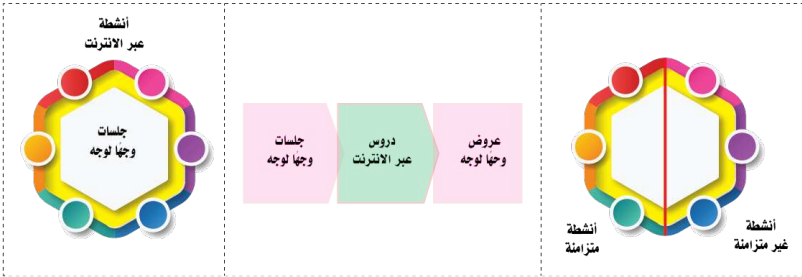 أنشطة
عبر الانترنت
جلسات
وجهًا لوجه
جلسات
وجهًا لوجه
دروس
عبر الانترنت
عروض
وحهًا لوجه
أنشطة
متزامنة
أنشطة
غير متزامنة